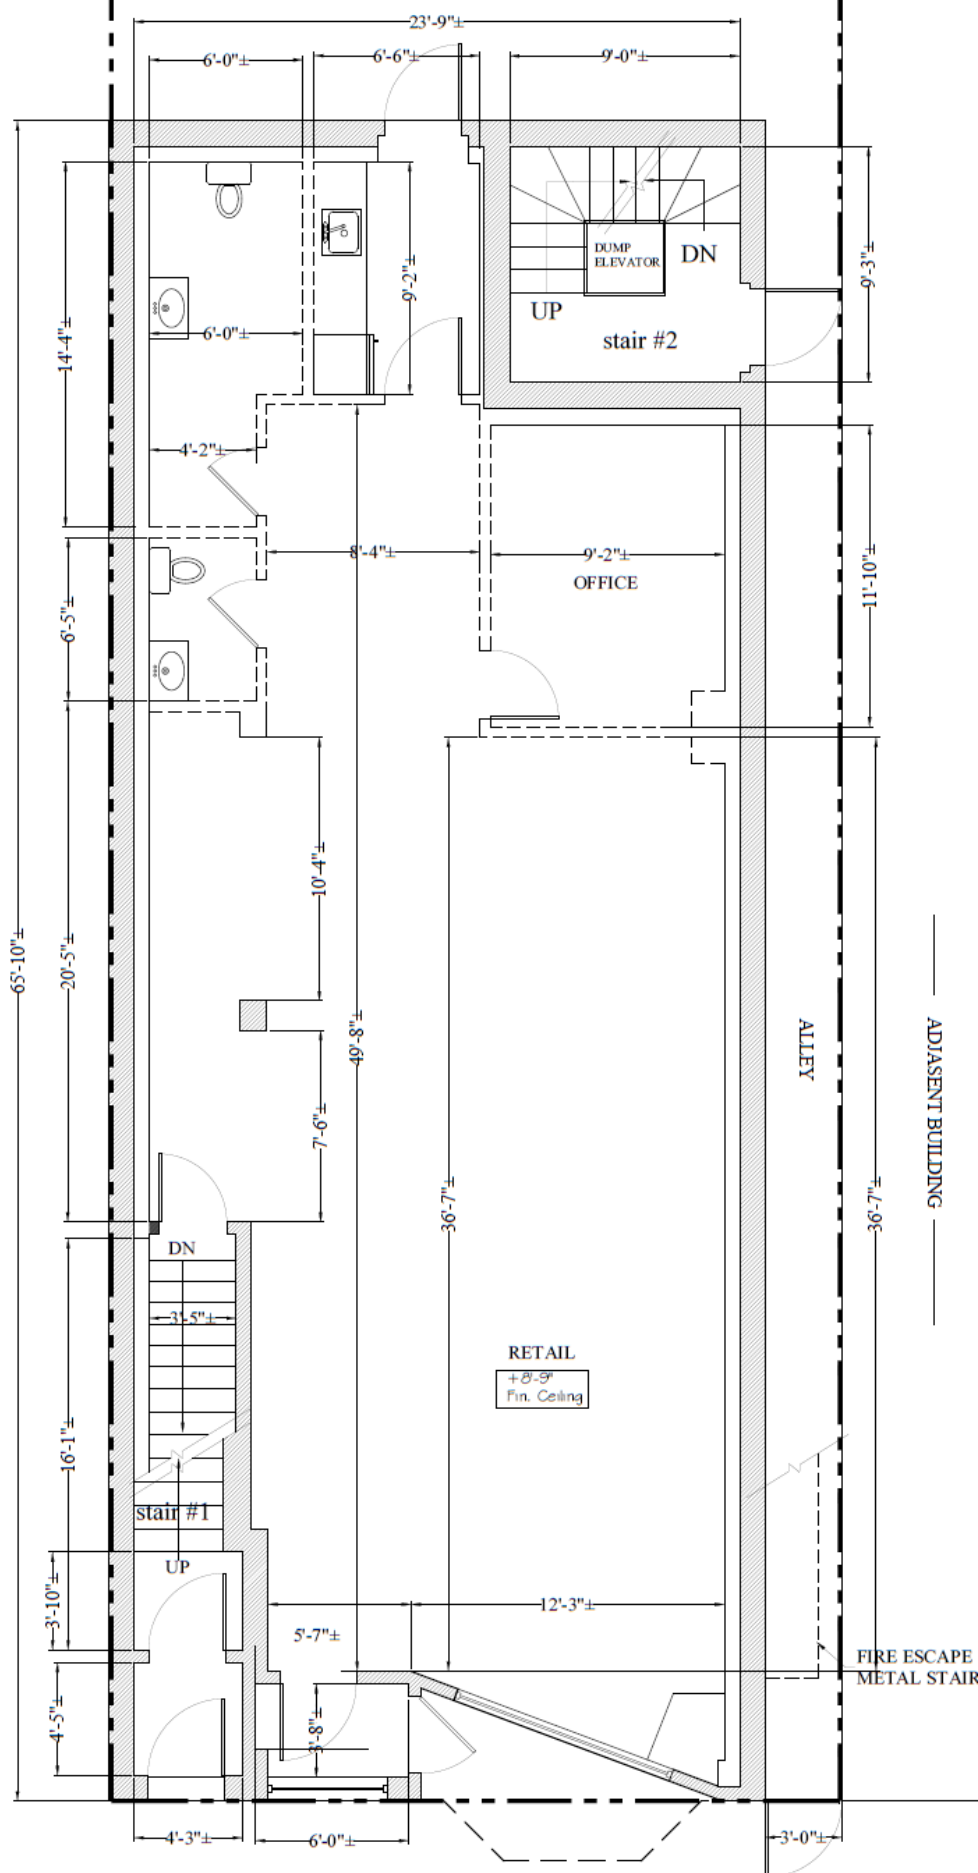 23'-9"±
6'-0"±
6'-6"±
9'-0"±
DUMP
ELEVATOR
DN
9'-2"±
9'-3"±
UP
stair #2
6'-0"±
14'-4"±
4'-2"±
8'-4"±
9'-2"±
OFFICE
11'-10"±
6'-5"±
10'-4"±
65'-10"±
20'-5"±
49'-8"±
ALLEY
ADJASENT BUILDING
7'-6"±
36'-7"±
36'-7"±
DN
3'-5"±
RETAIL
+8'-9"
Fin. Ceiling
16'-1"±
stair #1
UP
3'-10"±
12'-3"±
5'-7"±
FIRE ESCAPE
METAL STAIR
4'-5"±
3'-8"±
4'-3"±
6'-0"±
3'-0"±